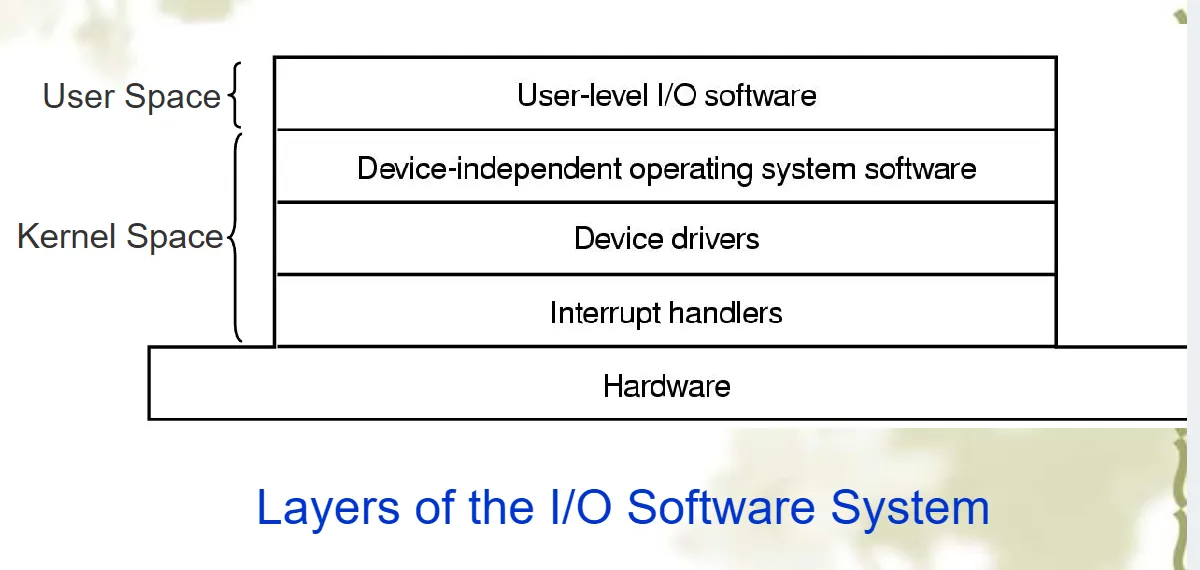 User Space
User-level I/O software
Device-independent operating system software
Kernel Space
Device drivers
Interrupt handlers
Hardware
Layers of the I/O Software System